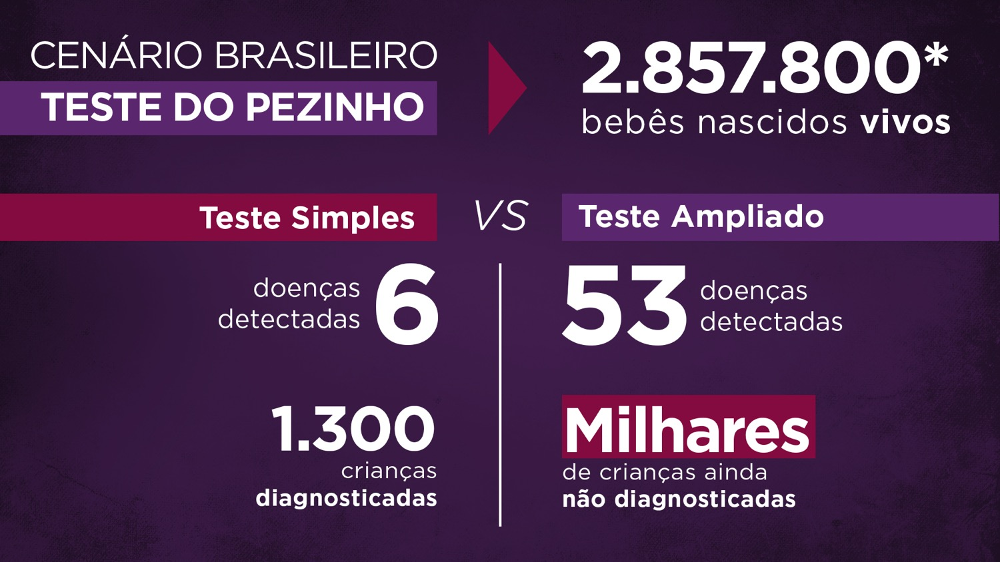 CENÁRIO BRASILEIRO
TESTE DO PEZINHO
2.857.800*
bebês nascidos vivos
Teste Simples
VS
Teste Ampliado
doenças
detectadas
6
53
doenças
detectadas
1.300
crianças
diagnosticadas
Milhares
de crianças ainda
não diagnosticadas